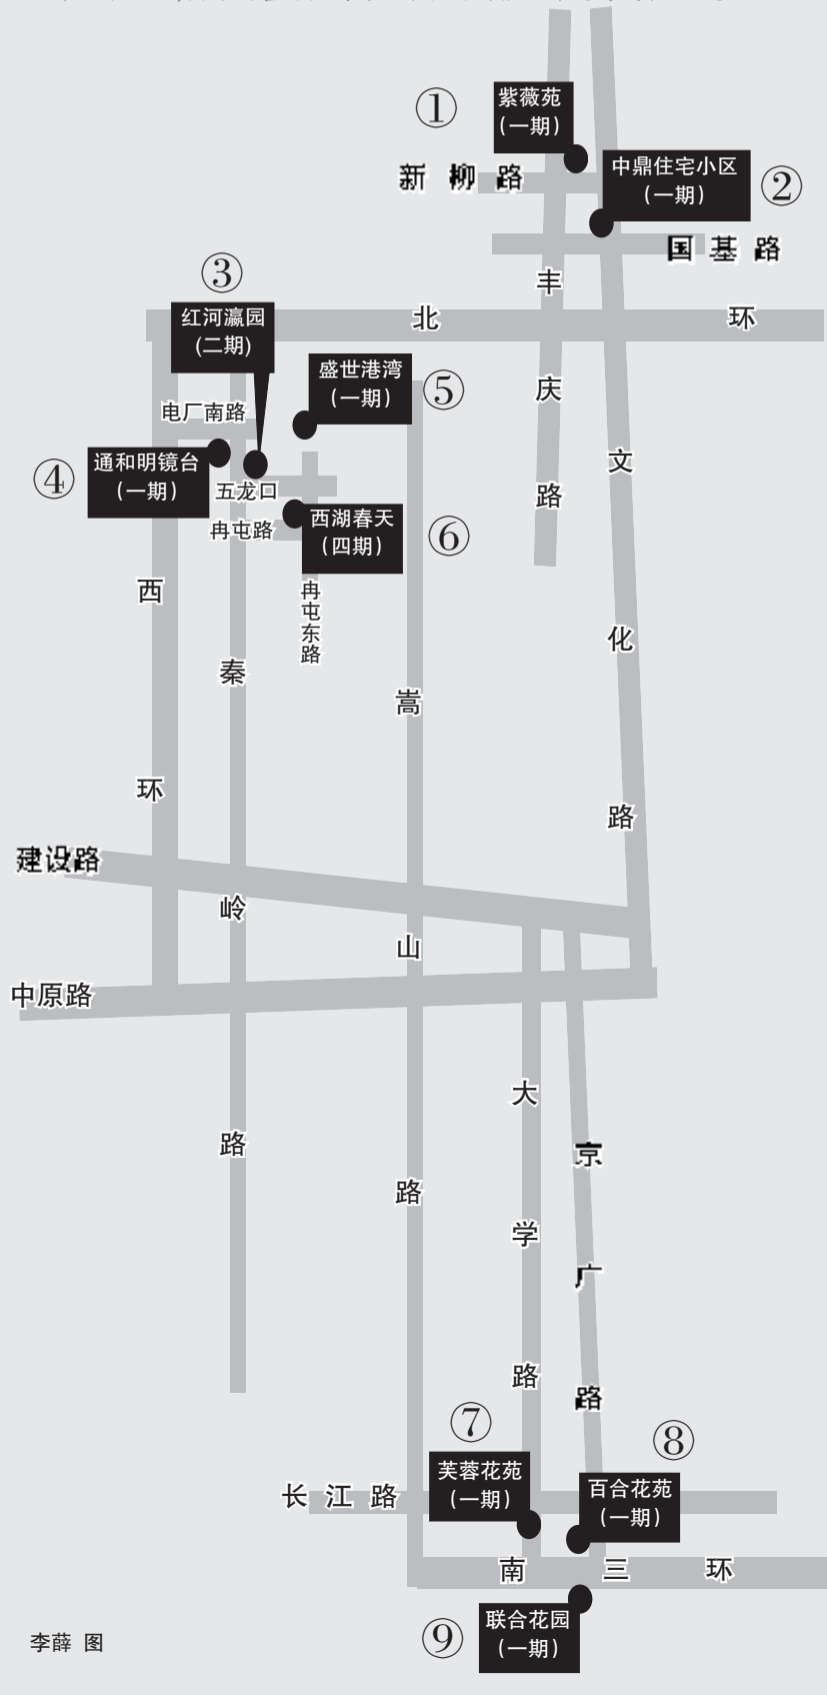 ①
紫薇苑
(一期)
新柳路
中鼎住宅小区
(一期)
②
国基路
③
红河瀛园
(二期)
北环
丰庆路
盛世港湾
(一期)
⑤
电厂南路
④
通和明镜台
(一期)
五龙口
文化路
冉屯路
西湖春天
(四期)
⑥
冉屯东路
西环
秦岭路
嵩山路
建设路
中原路
大学路
京广路
⑦
芙蓉花苑
(一期)
⑧
百合花苑
(一期)
长江路
南三环
⑨
联合花园
(一期)
李薛 图